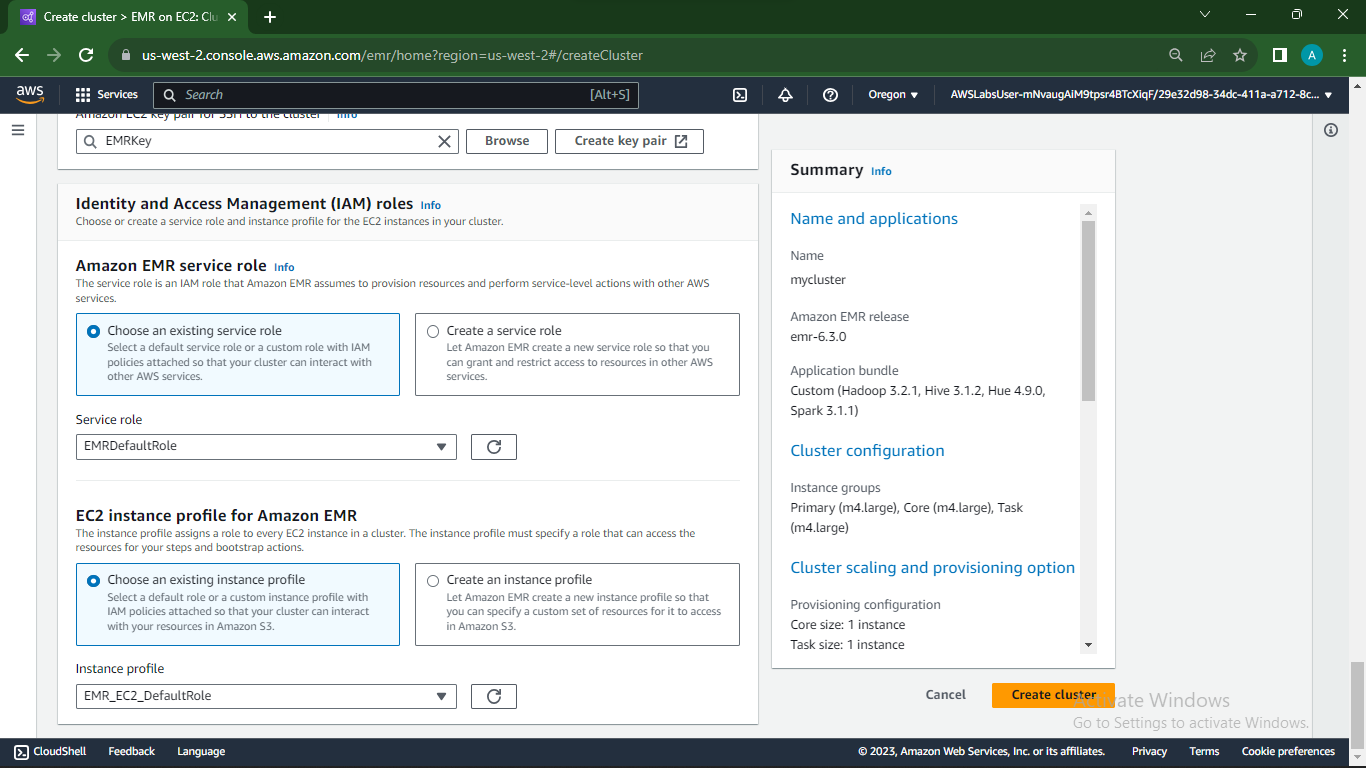 Create cluster > EMR on EC2: Clu
us-west-2.console.aws.amazon.com/emr/home?region=us-west-2#/createCluster
A
aws
Services
Search
[Alt+S]
Oregon
AWSLabsUser-mNvaugAiM9tpsr4BTcXiqF/29e32d98-34dc-411a-a712-8c...
Amazon EC2 key pair for SSH to the cluster Info
EMRKey
Browse
Create key pair
Identity and Access Management (IAM) roles Info
Choose or create a service role and instance profile for the EC2 instances in your cluster.
Amazon EMR service role Info
The service role is an IAM role that Amazon EMR assumes to provision resources and perform service-level actions with other AWS
services.
Choose an existing service role
Select a default service role or a custom role with IAM
policies attached so that your cluster can interact with
other AWS services.
Create a service role
Let Amazon EMR create a new service role so that you
can grant and restrict access to resources in other AWS
services.
Service role
EMRDefaultRole
EC2 instance profile for Amazon EMR
The instance profile assigns a role to every EC2 instance in a cluster. The instance profile must specify a role that can access the
resources for your steps and bootstrap actions.
Choose an existing instance profile
Select a default role or a custom instance profile with
IAM policies attached so that your cluster can interact
with your resources in Amazon S3.
Create an instance profile
Let Amazon EMR create a new instance profile so that
you can specify a custom set of resources for it to access
in Amazon S3.
Instance profile
EMR_EC2_DefaultRole
Summary Info
Name and applications
Name
mycluster
Amazon EMR release
emr-6.3.0
Application bundle
Custom (Hadoop 3.2.1, Hive 3.1.2, Hue 4.9.0,
Spark 3.1.1)
Cluster configuration
Instance groups
Primary (m4.large), Core (m4.large), Task
(m4.large)
Cluster scaling and provisioning option
Provisioning configuration
Core size: 1 instance
Task size: 1 instance
Cancel
Create cluster
Activate Windows
Go to Settings to activate Windows.
CloudShell
Feedback
Language
© 2023, Amazon Web Services, Inc. or its affiliates.
Privacy
Terms
Cookie preferences